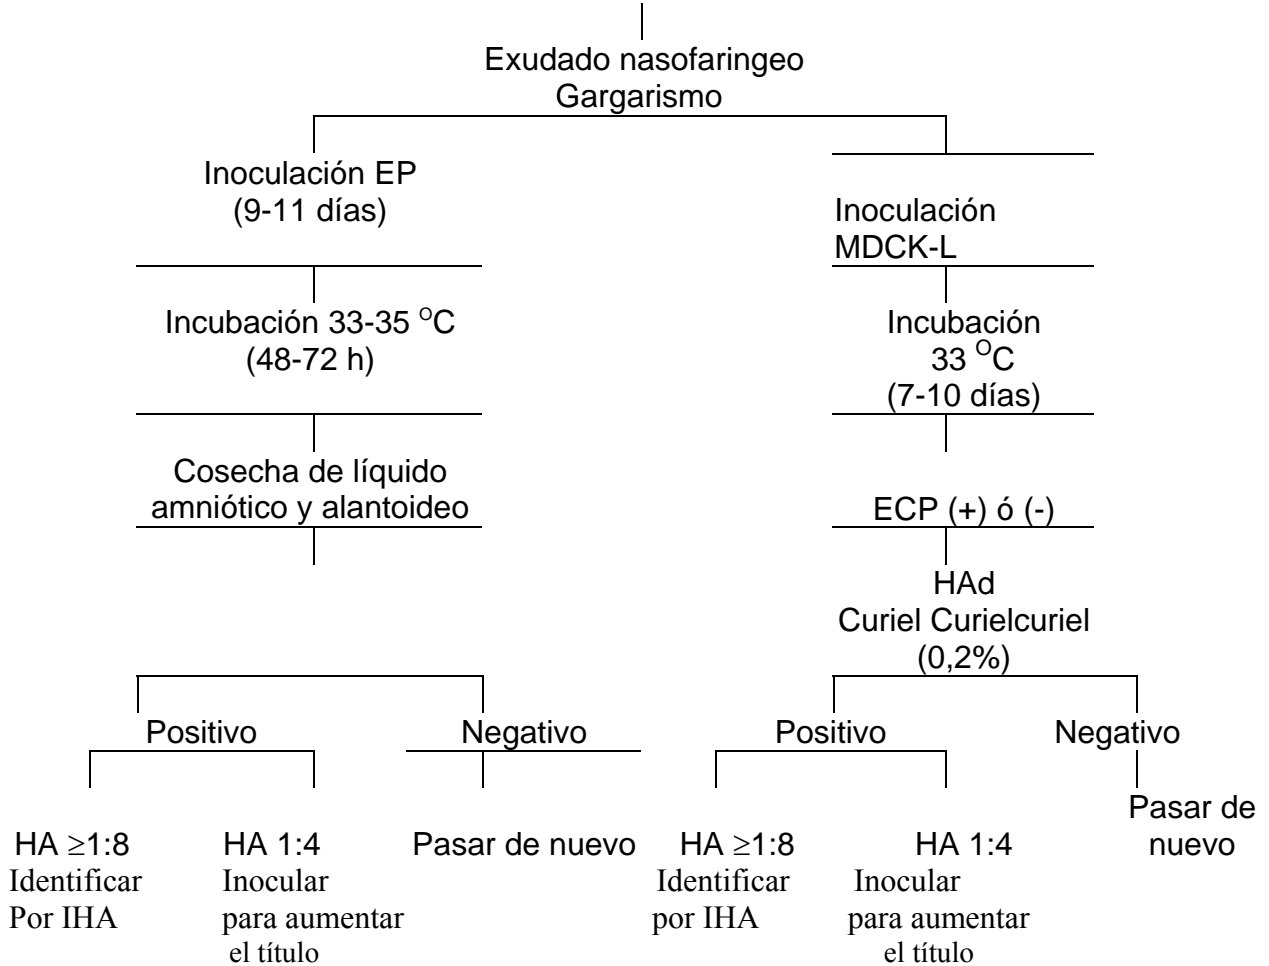 Exudado nasofaringeo
Gargarismo
Inoculación EP
(9-11 días)
Inoculación
MDCK-L
Incubación 33-35 °C
(48-72 h)
Incubación
33 °C
(7-10 días)
Cosecha de líquido
amniótico y alantoideo
ECP (+) ó (-)
HAd
Curiel Curielcuriel
(0,2%)
Positivo
Negativo
Positivo
Negativo
HA ≥1:8
Identificar
Por IHA
HA 1:4
Inocular
para aumentar
el título
Pasar de nuevo
HA ≥1:8
Identificar
por IHA
HA 1:4
Inocular
para aumentar
el título
Pasar de
nuevo